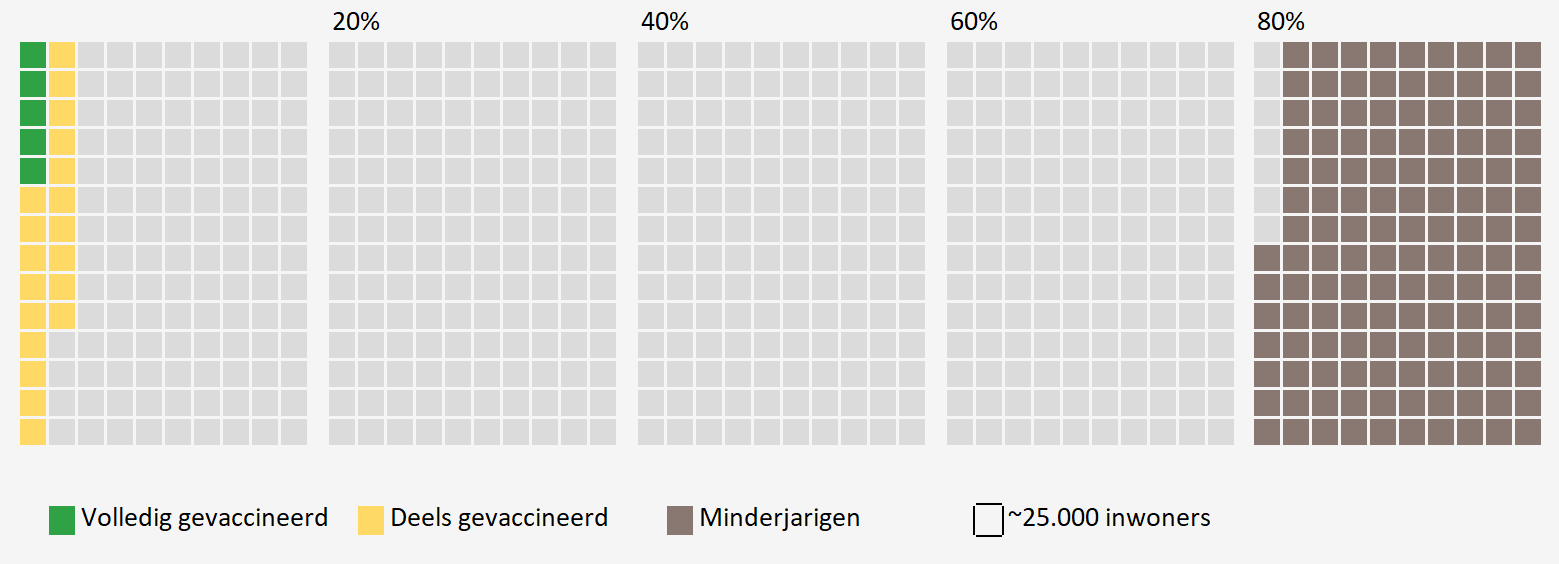 20%
40%
60%
80%
Volledig gevaccineerd
Deels gevaccineerd
Minderjarigen
~25.000 inwoners